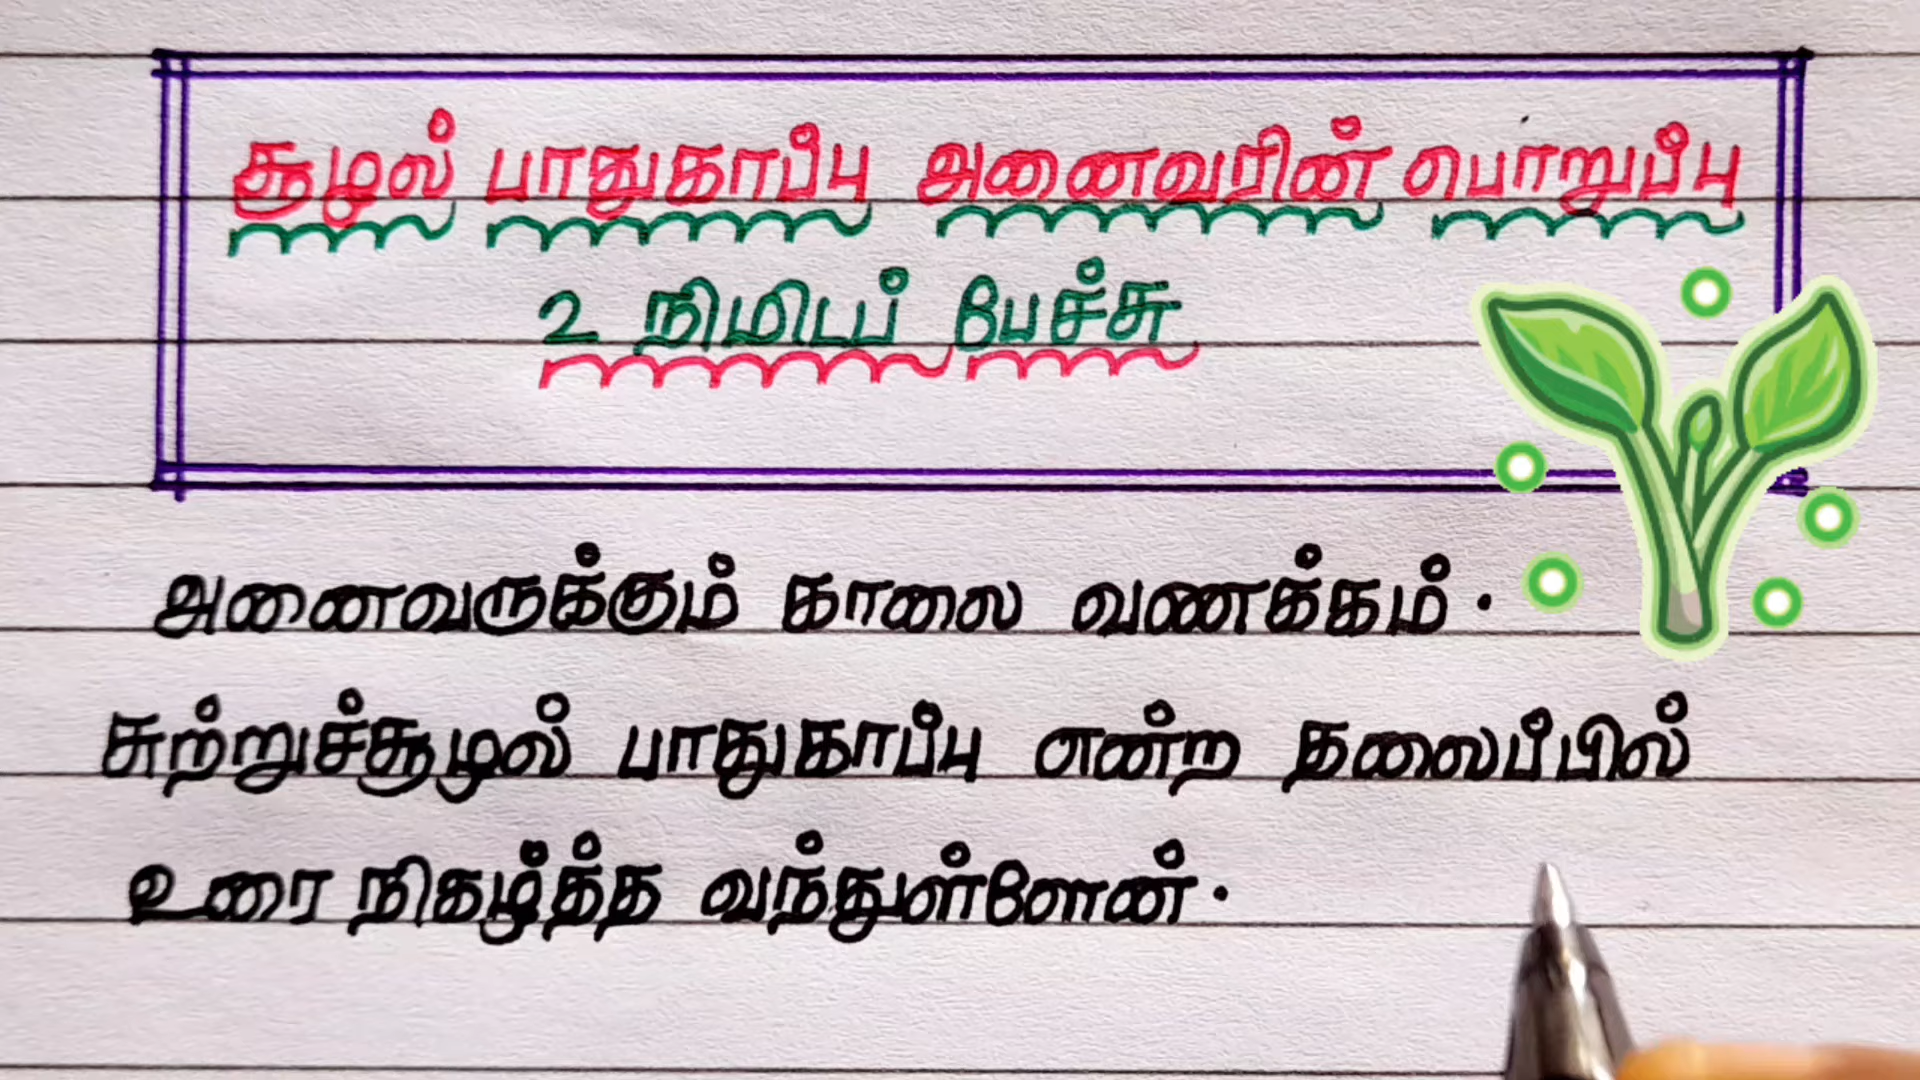 சூழல் பாதுகாப்பு அனைவரின் பொறுப்பு
2 நிமிடப் பேச்சு
அனைவருக்கும் காலை வணக்கம்.
சுற்றுச்சூழல் பாதுகாப்பு என்ற தலைப்பில்
உரை நிகழ்த்த வந்துள்ளேன்.